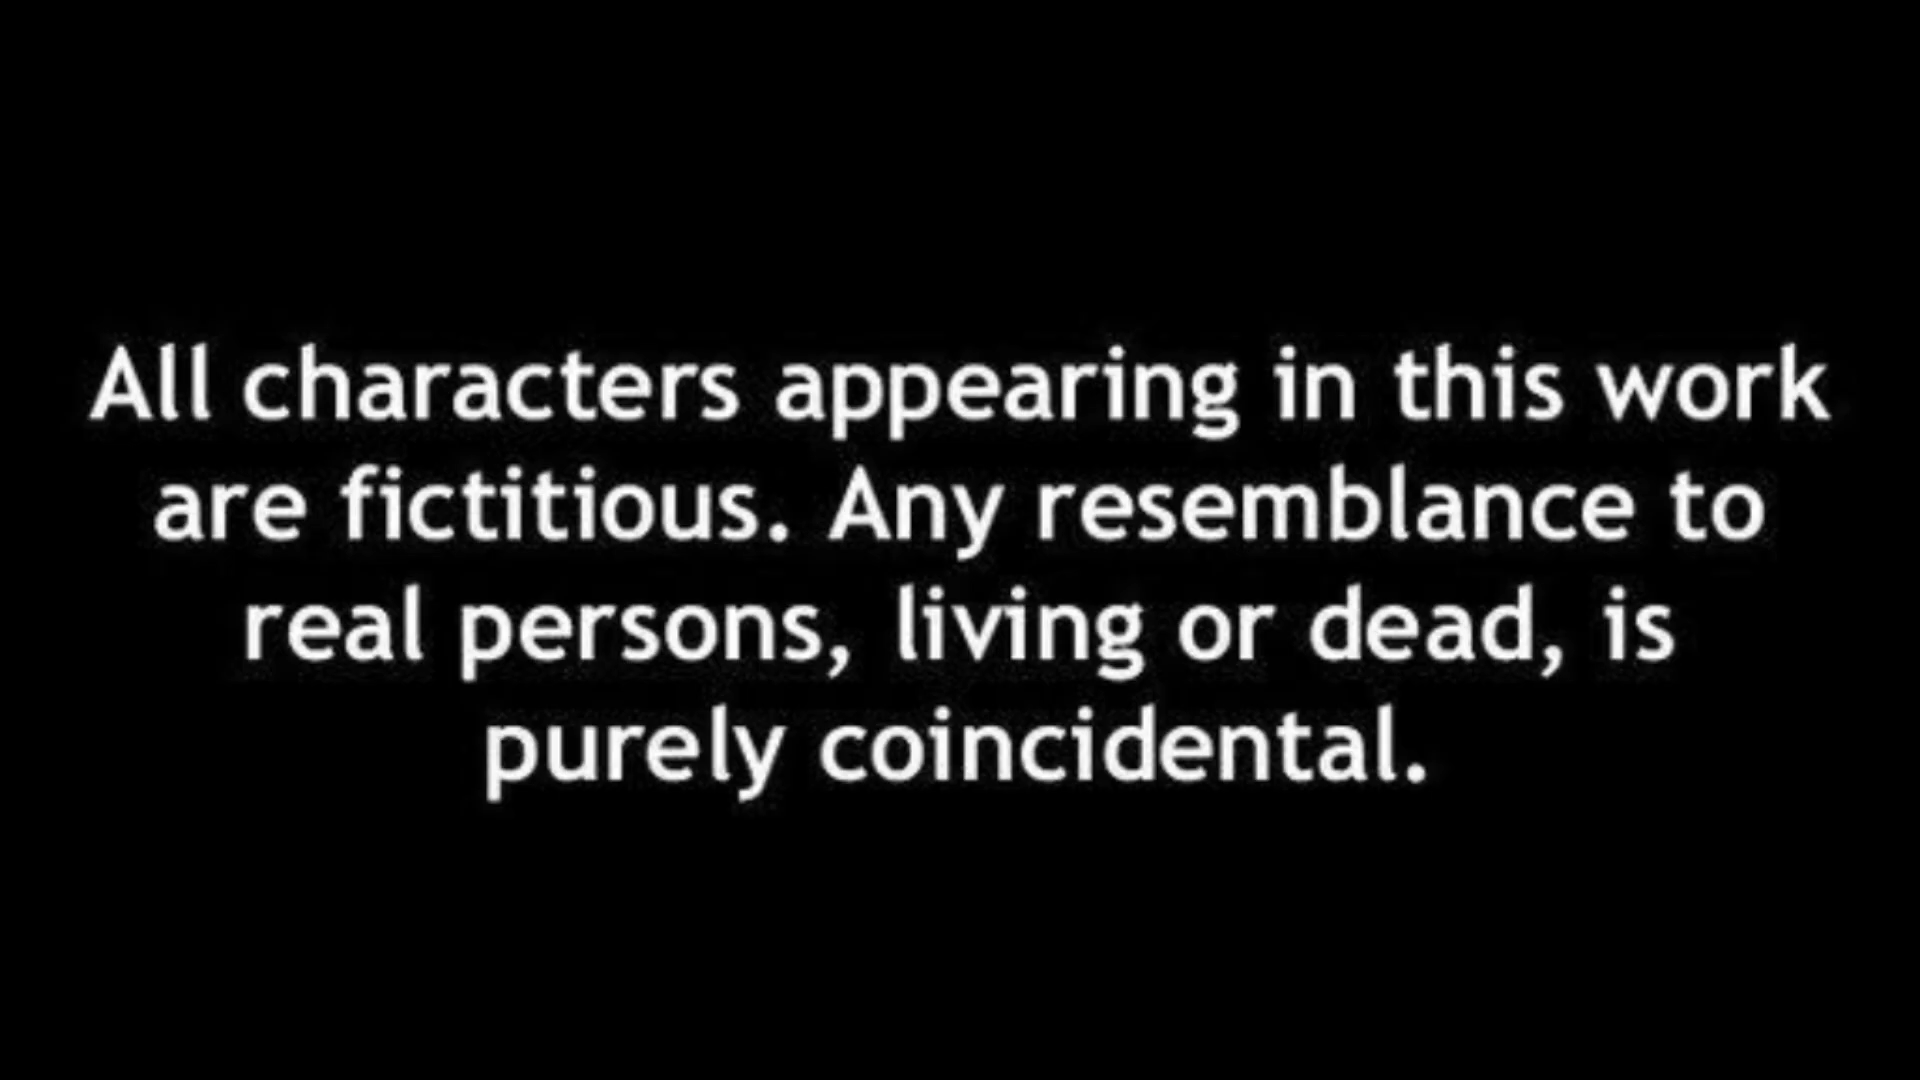 All characters appearing in this work
are fictitious. Any resemblance to
real persons, living or dead, is
purely coincidental.